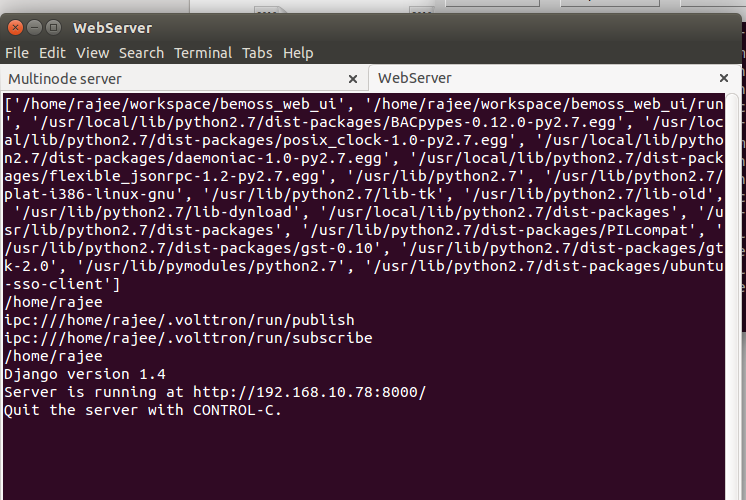 WebServer
File Edit View Search Terminal Tabs Help
Multinode server
WebServer
['/home/rajee/workspace/bemoss_web_ui', '/home/rajee/workspace/bemoss_web_ui/run
', '/usr/local/lib/python2.7/dist-packages/BACpypes-0.12.0-py2.7.egg', '/usr/loc
al/lib/python2.7/dist-packages/posix_clock-1.0-py2.7.egg', '/usr/local/lib/pytho
n2.7/dist-packages/daemoniac-1.0-py2.7.egg', '/usr/local/lib/python2.7/dist-pack
ages/flexible_jsonrpc-1.2-py2.7.egg', '/usr/lib/python2.7', '/usr/lib/python2.7/
plat-i386-linux-gnu', '/usr/lib/python2.7/lib-tk', '/usr/lib/python2.7/lib-old',
 '/usr/lib/python2.7/lib-dynload', '/usr/local/lib/python2.7/dist-packages', '/u
sr/lib/python2.7/dist-packages', '/usr/lib/python2.7/dist-packages/PILcompat', '
/usr/lib/python2.7/dist-packages/gst-0.10', '/usr/lib/python2.7/dist-packages/gt
k-2.0', '/usr/lib/pymodules/python2.7', '/usr/lib/python2.7/dist-packages/ubuntu
-sso-client']
/home/rajee
ipc:///home/rajee/.volttron/run/publish
ipc:///home/rajee/.volttron/run/subscribe
/home/rajee
Django version 1.4
Server is running at http://192.168.10.78:8000/
Quit the server with CONTROL-C.